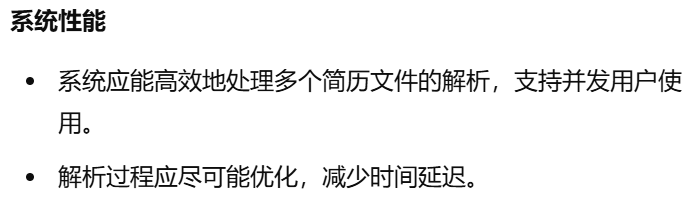 系统性能
• 系统应能高效地处理多个简历文件的解析，支持并发用户使
用。
• 解析过程应尽可能优化，减少时间延迟。